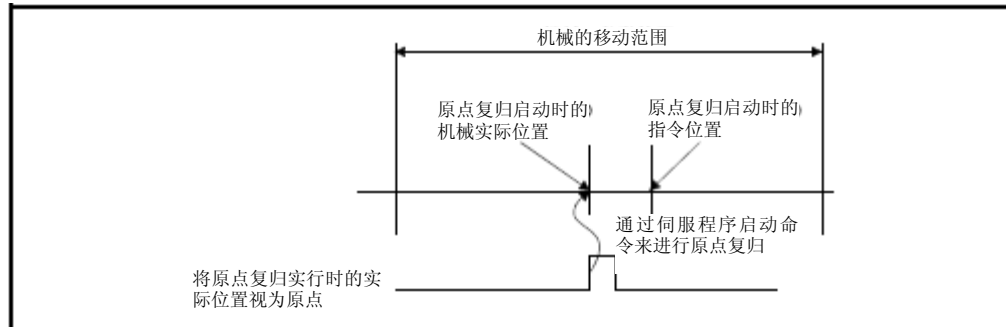 机械的移动范围
原点复归启动时的
机械实际位置
原点复归启动时的
指令位置
通过伺服程序启动命
令来进行原点复归
将原点复归实行时的实
际位置视为原点